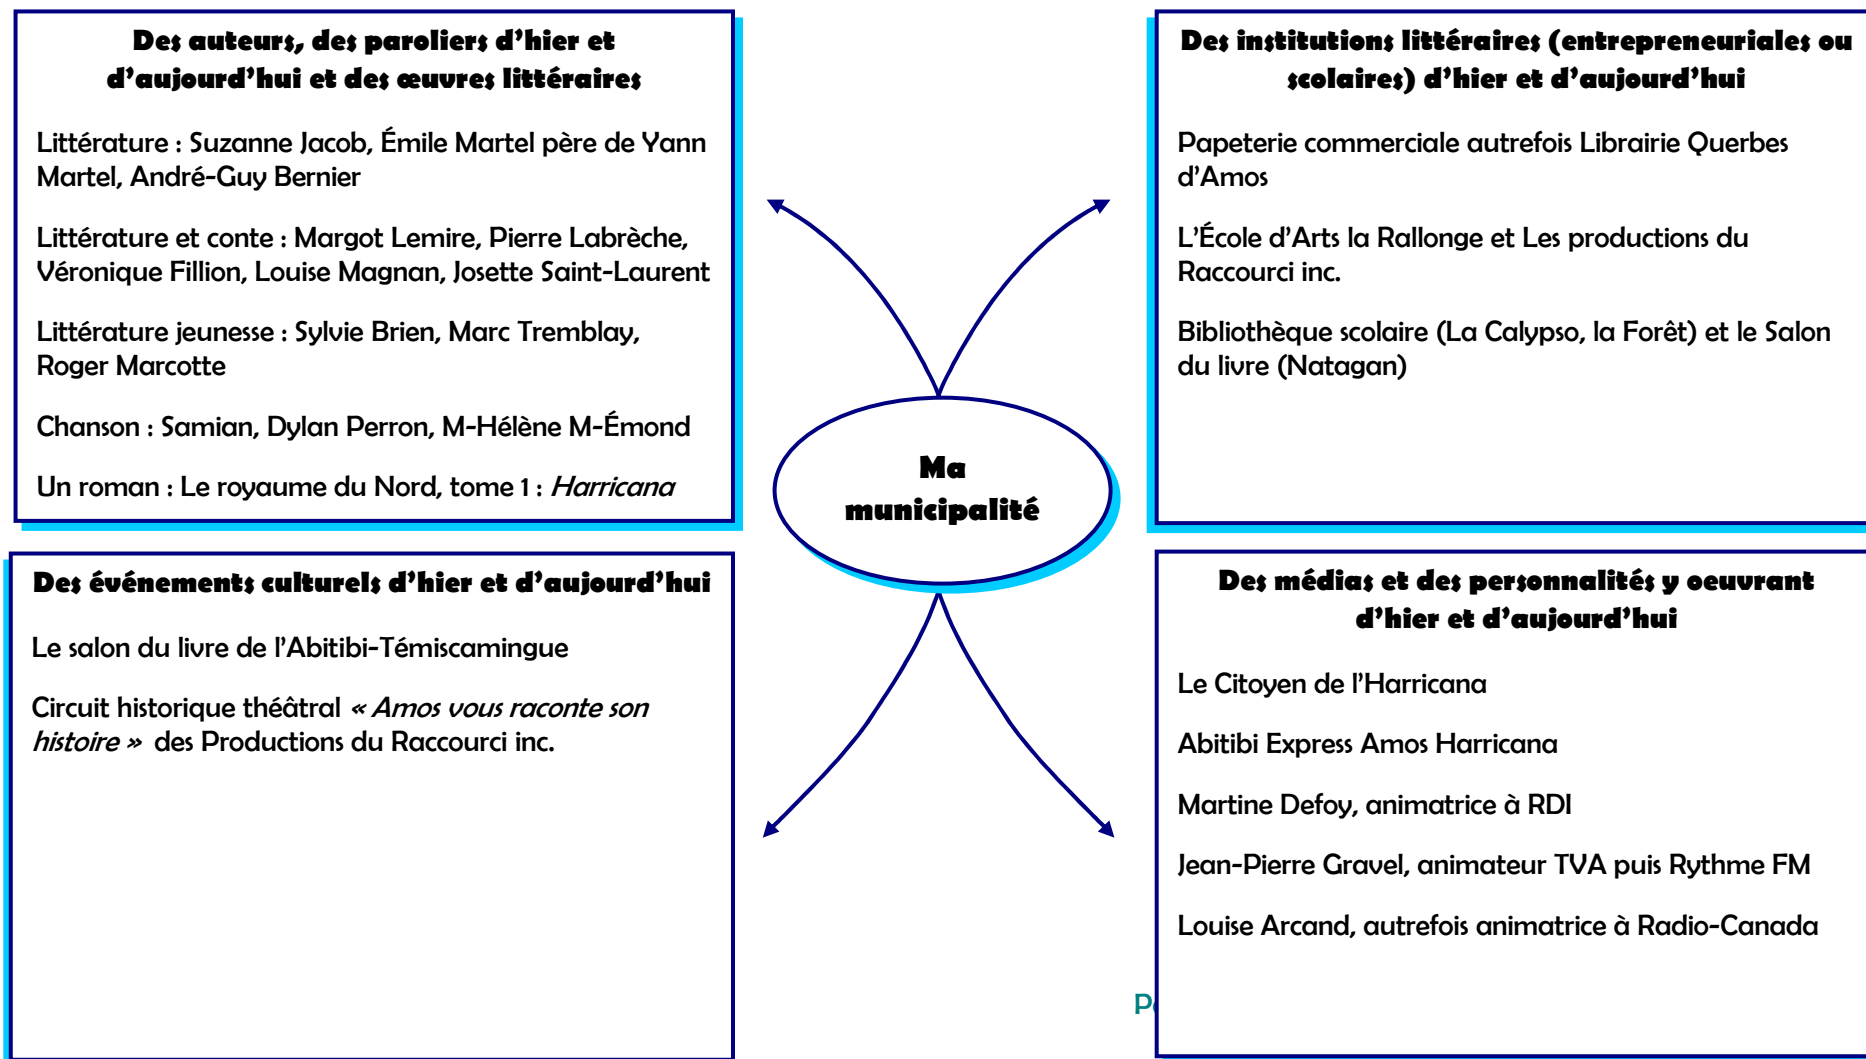 Des auteurs, des paroliers d’hier et
d’aujourd’hui et des œuvres littéraires
Littérature : Suzanne Jacob, Émile Martel père de Yann
Martel, André-Guy Bernier
Littérature et conte : Margot Lemire, Pierre Labrèche,
Véronique Fillion, Louise Magnan, Josette Saint-Laurent
Littérature jeunesse : Sylvie Brien, Marc Tremblay,
Roger Marcotte
Chanson : Samian, Dylan Perron, M-Hélène M-Émond
Un roman : Le royaume du Nord, tome 1 : Harricana
Des institutions littéraires (entrepreneuriales ou
scolaires) d’hier et d’aujourd’hui
Papeterie commerciale autrefois Librairie Querbes
d’Amos
L’École d’Arts la Rallonge et Les productions du
Raccourci inc.
Bibliothèque scolaire (La Calypso, la Forêt) et le Salon
du livre (Natagan)
Ma
municipalité
Des événements culturels d’hier et d’aujourd’hui
Le salon du livre de l’Abitibi-Témiscamingue
Circuit historique théâtral « Amos vous raconte son
histoire » des Productions du Raccourci inc.
Des médias et des personnalités y oeuvrant
d’hier et d’aujourd’hui
Le Citoyen de l’Harricana
Abitibi Express Amos Harricana
Martine Defoy, animatrice à RDI
Jean-Pierre Gravel, animateur TVA puis Rythme FM
Louise Arcand, autrefois animatrice à Radio-Canada